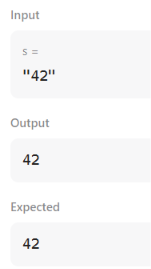 Input
s =
"42"
Output
42
Expected
42